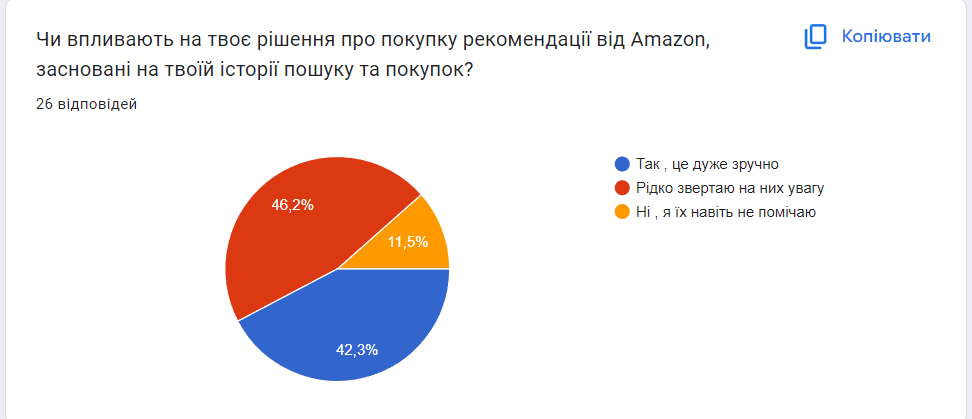 Чи впливають на твоє рішення про покупку рекомендації від Amazon,
засновані на твоїй історії пошуку та покупок?
Копіювати
26 відповідей
46,2%
11,5%
42,3%
Так , це дуже зручно
Рідко звертаю на них увагу
Ні , я їх навіть не помічаю